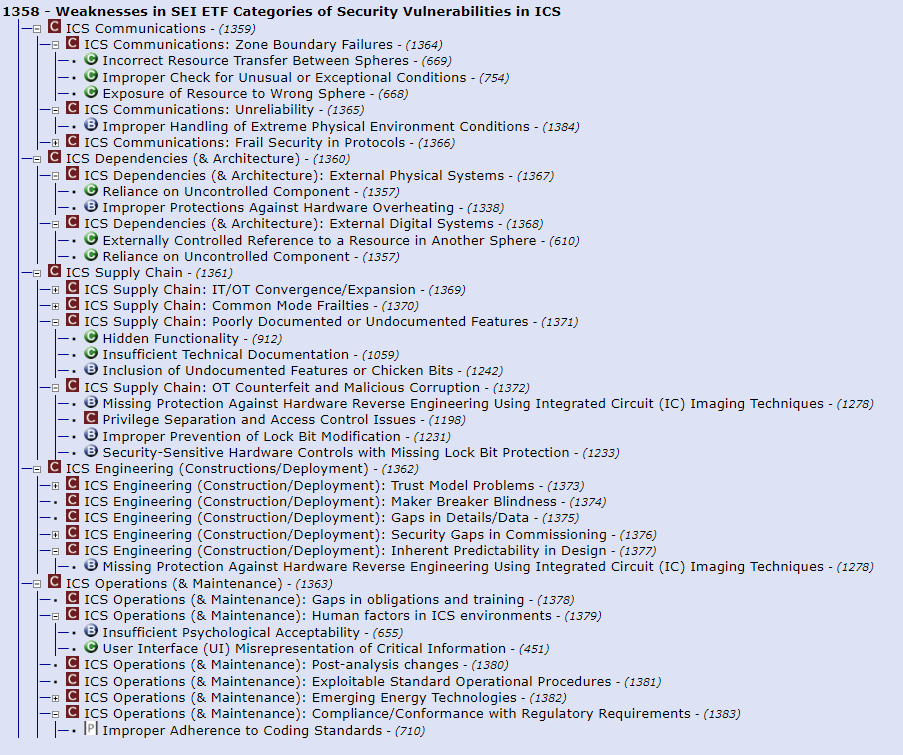 1358 - Weaknesses in SEI ETF Categories of Security Vulnerabilities in ICS
C ICS Communications - (1359)
C ICS Communications: Zone Boundary Failures - (1364)
C Incorrect Resource Transfer Between Spheres - (669)
C Improper Check for Unusual or Exceptional Conditions - (754)
C Exposure of Resource to Wrong Sphere - (668)
C ICS Communications: Unreliability - (1365)
B Improper Handling of Extreme Physical Environment Conditions - (1384)
C ICS Communications: Frail Security in Protocols - (1366)
C ICS Dependencies (& Architecture) - (1360)
C ICS Dependencies (& Architecture): External Physical Systems - (1367)
C Reliance on Uncontrolled Component - (1357)
B Improper Protections Against Hardware Overheating - (1338)
C ICS Dependencies (& Architecture): External Digital Systems - (1368)
C Externally Controlled Reference to a Resource in Another Sphere - (610)
C Reliance on Uncontrolled Component - (1357)
C ICS Supply Chain - (1361)
C ICS Supply Chain: IT/OT Convergence/Expansion - (1369)
C ICS Supply Chain: Common Mode Frailties - (1370)
C ICS Supply Chain: Poorly Documented or Undocumented Features - (1371)
C Hidden Functionality - (912)
C Insufficient Technical Documentation - (1059)
B Inclusion of Undocumented Features or Chicken Bits - (1242)
C ICS Supply Chain: OT Counterfeit and Malicious Corruption - (1372)
B Missing Protection Against Hardware Reverse Engineering Using Integrated Circuit (IC) Imaging Techniques - (1278)
C Privilege Separation and Access Control Issues - (1198)
B Improper Prevention of Lock Bit Modification - (1231)
B Security-Sensitive Hardware Controls with Missing Lock Bit Protection - (1233)
C ICS Engineering (Constructions/Deployment) - (1362)
C ICS Engineering (Construction/Deployment): Trust Model Problems - (1373)
C ICS Engineering (Construction/Deployment): Maker Breaker Blindness - (1374)
C ICS Engineering (Construction/Deployment): Gaps in Details/Data - (1375)
C ICS Engineering (Construction/Deployment): Security Gaps in Commissioning - (1376)
C ICS Engineering (Construction/Deployment): Inherent Predictability in Design - (1377)
B Missing Protection Against Hardware Reverse Engineering Using Integrated Circuit (IC) Imaging Techniques - (1278)
C ICS Operations (& Maintenance) - (1363)
C ICS Operations (& Maintenance): Gaps in obligations and training - (1378)
C ICS Operations (& Maintenance): Human factors in ICS environments - (1379)
B Insufficient Psychological Acceptability - (655)
C User Interface (UI) Misrepresentation of Critical Information - (451)
C ICS Operations (& Maintenance): Post-analysis changes - (1380)
C ICS Operations (& Maintenance): Exploitable Standard Operational Procedures - (1381)
C ICS Operations (& Maintenance): Emerging Energy Technologies - (1382)
C ICS Operations (& Maintenance): Compliance/Conformance with Regulatory Requirements - (1383)
P Improper Adherence to Coding Standards - (710)